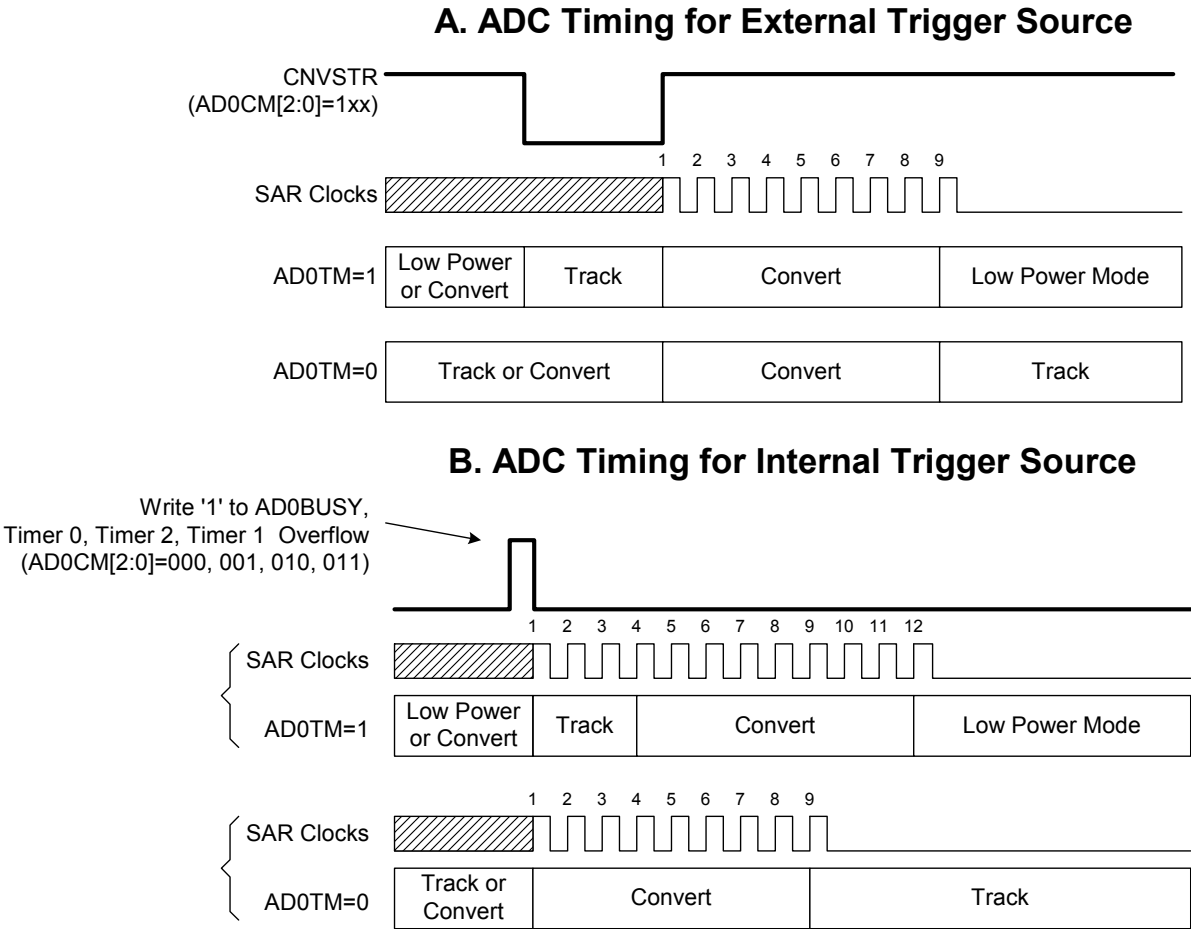 A. ADC Timing for External Trigger Source
CNVSTR
(AD0CM[2:0]=1xx)
1 2 3 4 5 6 7 8 9
SAR Clocks
AD0TM=1
Low Power
or Convert
Track
Convert
Low Power Mode
AD0TM=0
Track or Convert
Convert
Track
B. ADC Timing for Internal Trigger Source
Write '1' to AD0BUSY,
Timer 0, Timer 2, Timer 1 Overflow
(AD0CM[2:0]=000, 001, 010, 011)
1 2 3 4 5 6 7 8 9 10 11 12
SAR Clocks
AD0TM=1
Low Power
or Convert
Track
Convert
Low Power Mode
1 2 3 4 5 6 7 8 9
SAR Clocks
AD0TM=0
Track or
Convert
Convert
Track